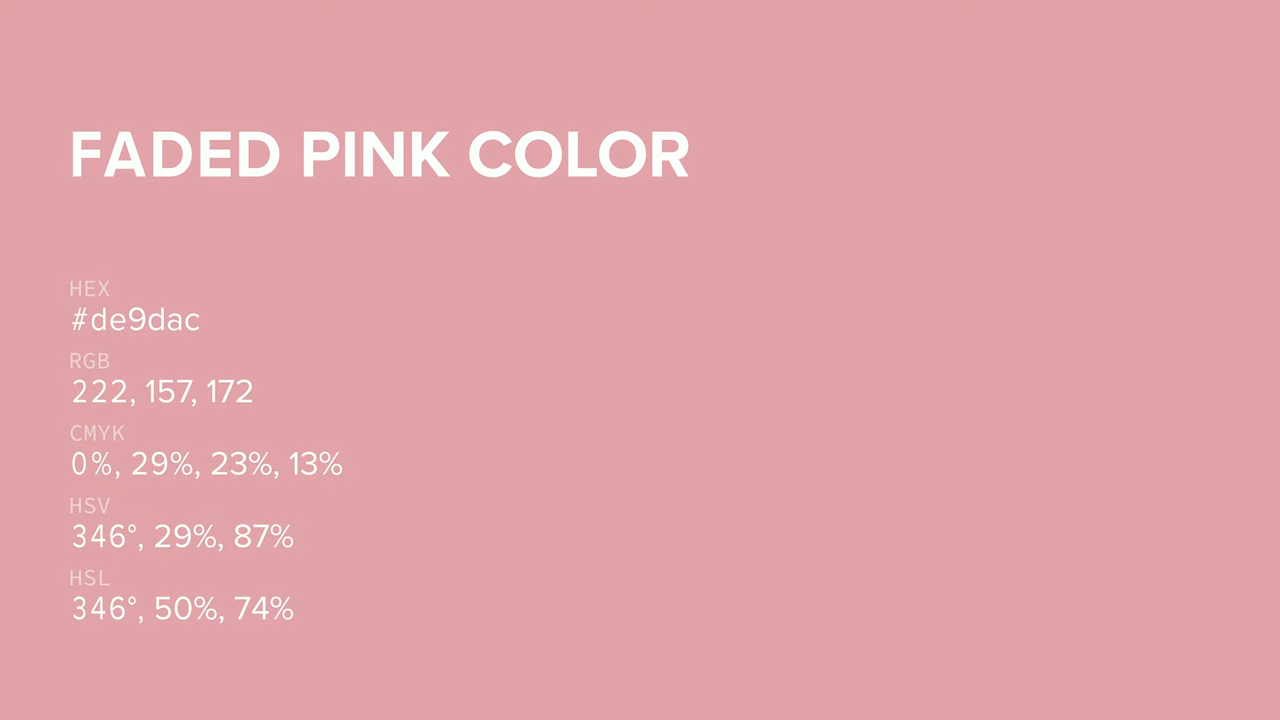 FADED PINK COLOR
HEX
#de9dac
RGB
222, 157, 172
CMYK
0%, 29%, 23%, 13%
HSV
346°, 29%, 87%
HSL
346°, 50%, 74%